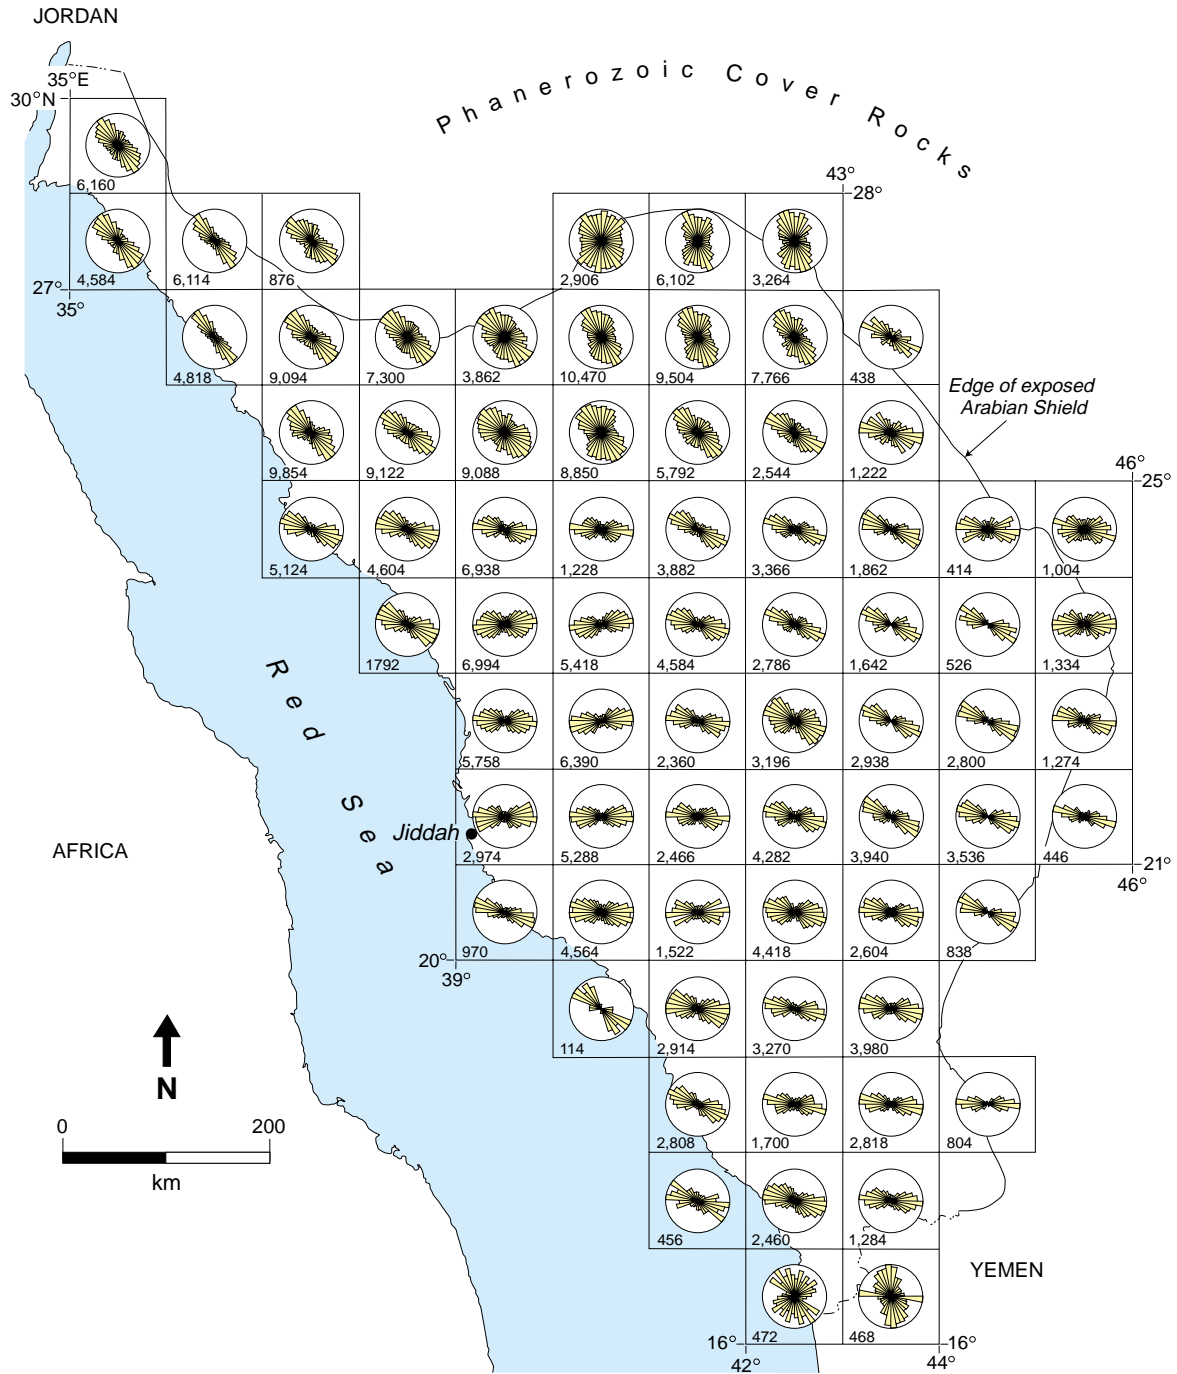 JORDAN
35°E
30°N
Phanerozoic Cover Rocks
6,160
43°
28°
4,584 6,114 876 2,906 6,102 3,264
27°
35°
4,818 9,094 7,300 3,862 10,470 9,504 7,766 438
Edge of exposed
Arabian Shield
9,854 9,122 9,088 8,850 5,792 2,544 1,222
46°
25°
5,124 4,604 6,938 1,228 3,882 3,366 1,862 414 1,004
1792 6,994 5,418 4,584 2,786 1,642 526 1,334
Red Sea
5,758 6,390 2,360 3,196 2,938 2,800 1,274
Jiddah
AFRICA
2,974 5,288 2,466 4,282 3,940 3,536 446
21°
46°
970 4,564 1,522 4,418 2,604 838
20°
39°
114 2,914 3,270 3,980
N
0 200
km
2,808 1,700 2,818 804
456 2,460 1,284
YEMEN
472 468
16° 16°
42° 44°